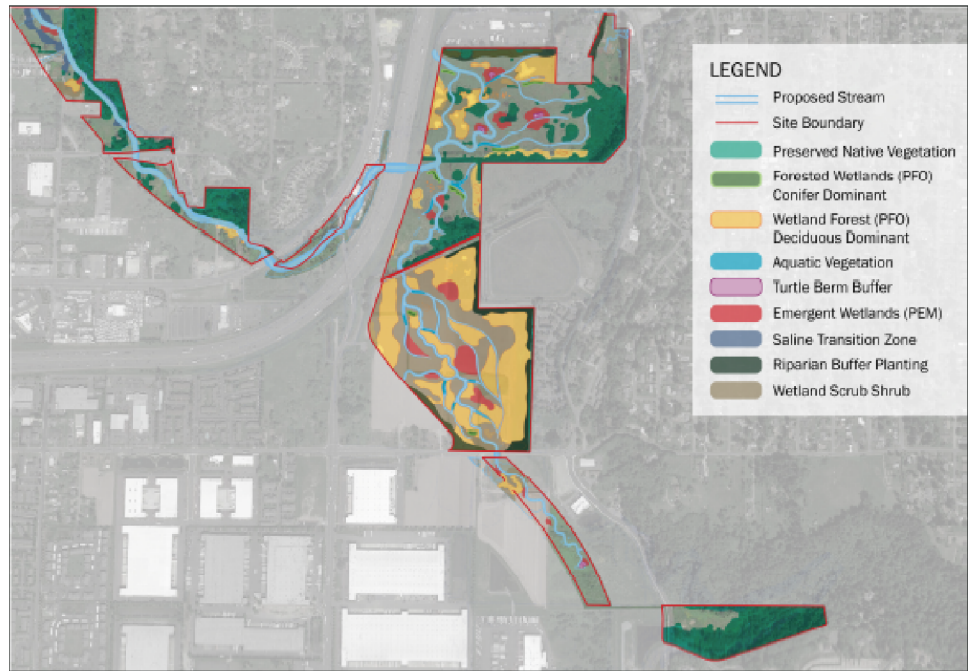 LEGEND
Proposed Stream
Site Boundary
Preserved Native Vegetation
Forested Wetlands (PFO)
Conifer Dominant
Wetland Forest (PFO)
Deciduous Dominant
Aquatic Vegetation
Turtle Berm Buffer
Emergent Wetlands (PEM)
Saline Transition Zone
Riparian Buffer Planting
Wetland Scrub Shrub